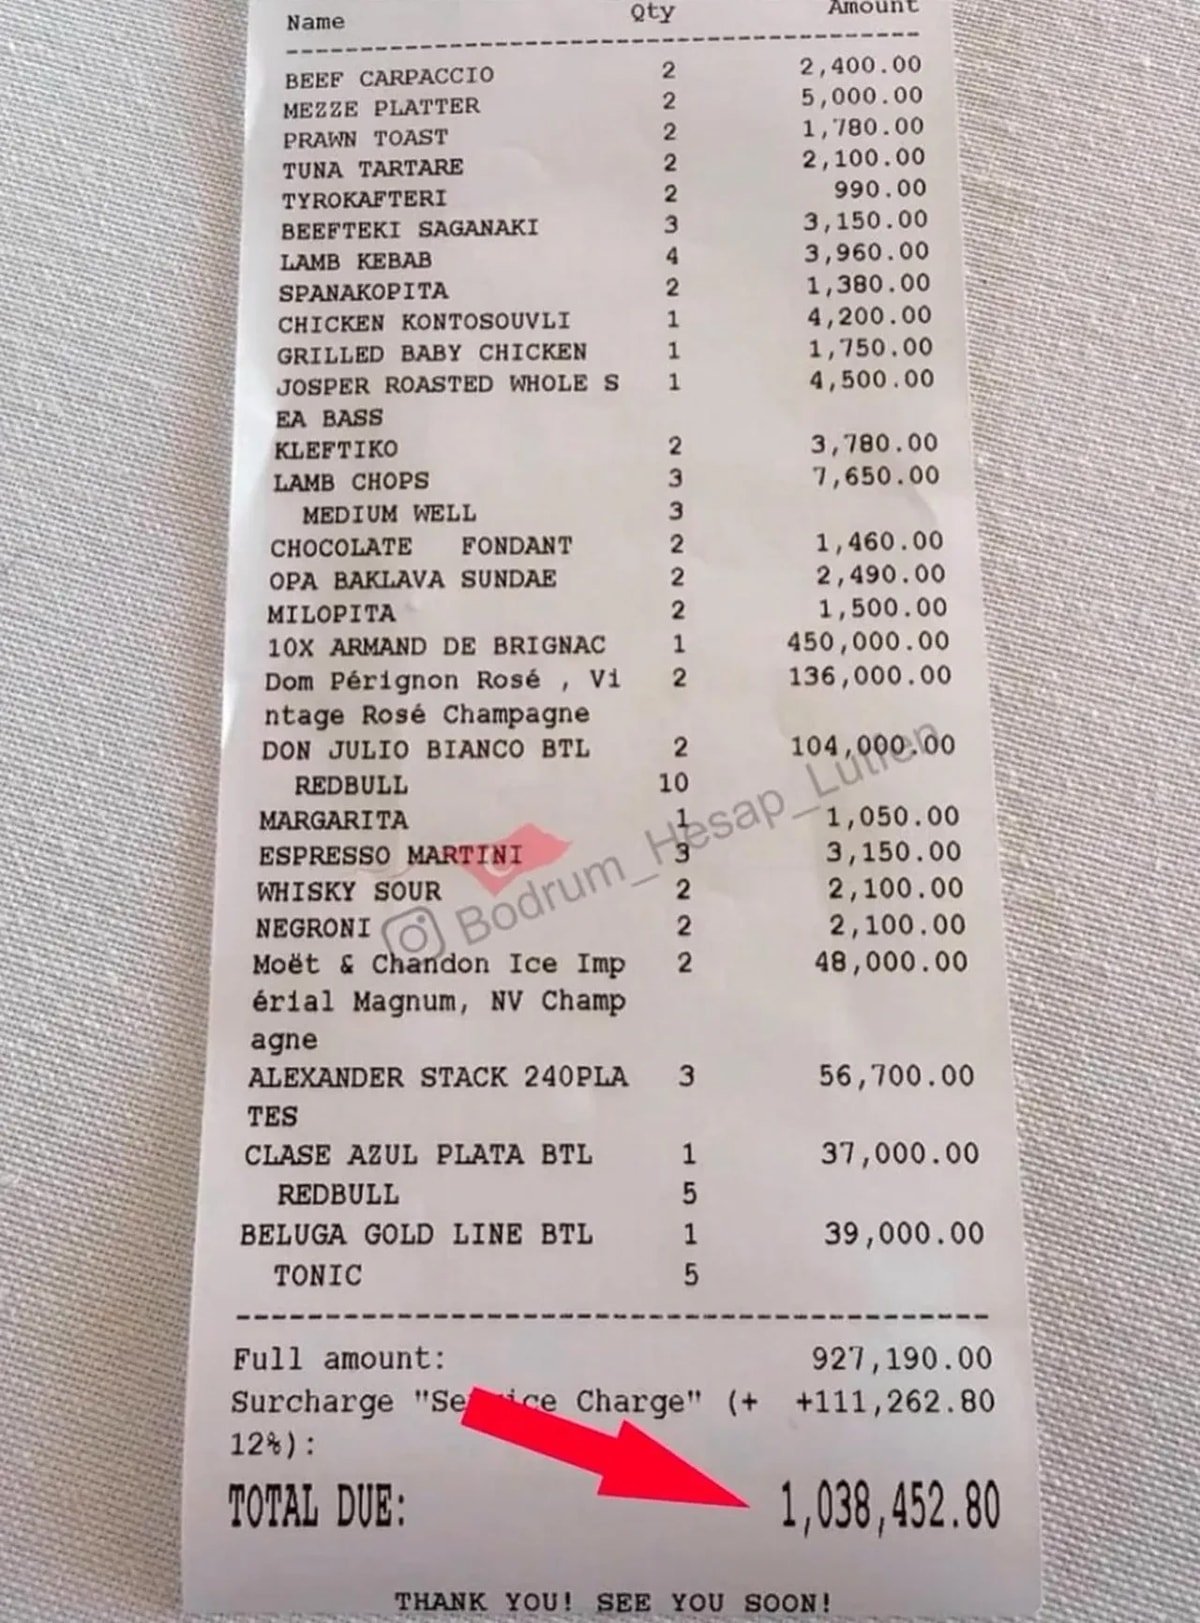 Name Qty Amount
BEEF CARPACCIO 2 2,400.00
MEZZE PLATTER 2 5,000.00
PRAWN TOAST 2 1,780.00
TUNA TARTARE 2 2,100.00
TYROKAFTERI 2 990.00
BEEFTEKI SAGANAKI 3 3,150.00
LAMB KEBAB 4 3,960.00
SPANAKOPITA 2 1,380.00
CHICKEN KONTOSOUVLI 1 4,200.00
GRILLED BABY CHICKEN 1 1,750.00
JOSPER ROASTED WHOLE S 1 4,500.00
EA BASS
KLEFTIKO 2 3,780.00
LAMB CHOPS 3 7,650.00
MEDIUM WELL 3
CHOCOLATE FONDANT 2 1,460.00
OPA BAKLAVA SUNDAE 2 2,490.00
MILOPITA 2 1,500.00
10X ARMAND DE BRIGNAC 1 450,000.00
Dom Pérignon Rosé , Vi 2 136,000.00
ntage Rosé Champagne
DON JULIO BIANCO BTL 2 104,000.00
REDBULL 10
MARGARITA 1 1,050.00
ESPRESSO MARTINI 3 3,150.00
WHISKY SOUR 2 2,100.00
NEGRONI 2 2,100.00
Bodrum_Hesap_Lutfen
Moët & Chandon Ice Imp 2 48,000.00
érial Magnum, NV Champ
agne
ALEXANDER STACK 240PLA 3 56,700.00
TES
CLASE AZUL PLATA BTL 1 37,000.00
REDBULL 5
BELUGA GOLD LINE BTL 1 39,000.00
TONIC 5
Full amount: 927,190.00
Surcharge "Service Charge" (+ +111,262.80
12%):
TOTAL DUE: 1,038,452.80
THANK YOU! SEE YOU SOON!